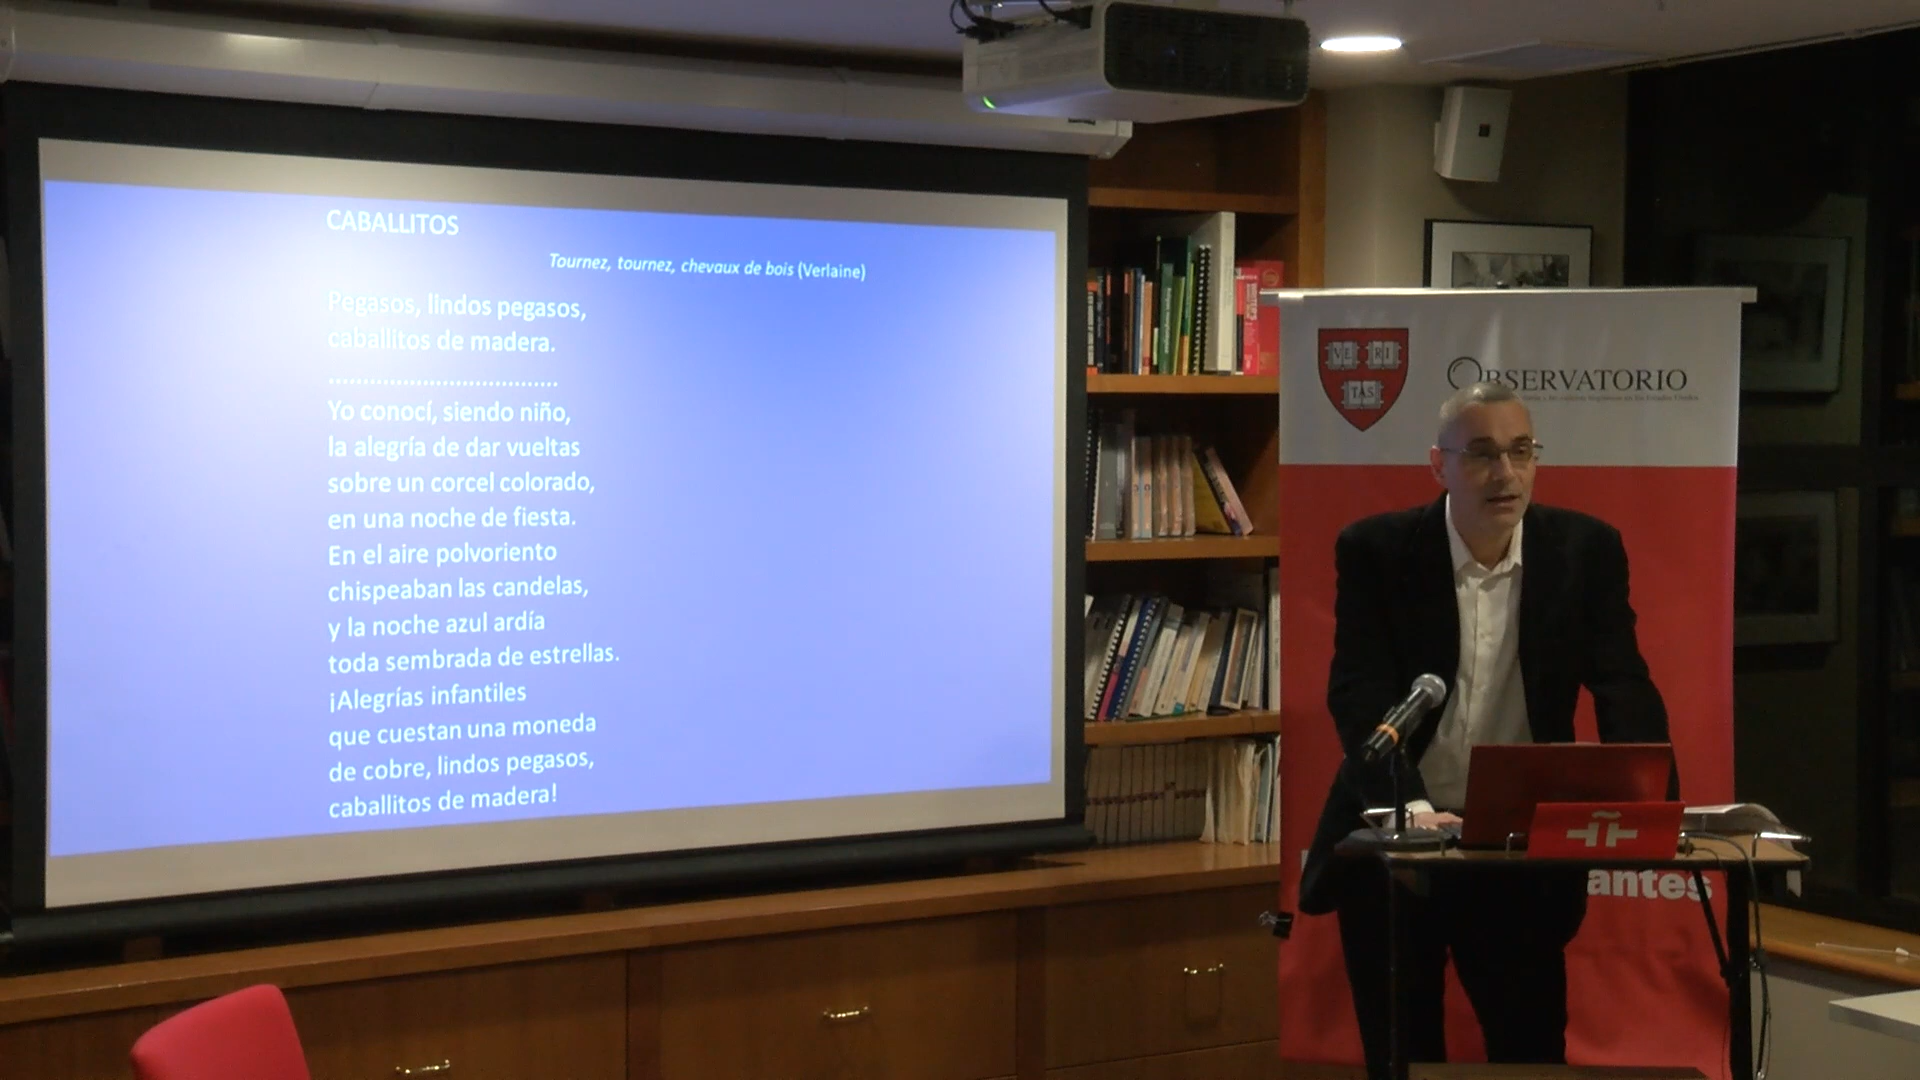 CABALLITOS
Tournez, tournez, chevaux de bois (Verlaine)
Pegasos, lindos pegasos,
caballitos de madera.
..................................
Yo conocí, siendo niño,
la alegría de dar vueltas
sobre un corcel colorado,
en una noche de fiesta.
En el aire polvoriento
chispeaban las candelas,
y la noche azul ardía
toda sembrada de estrellas.
¡Alegrías infantiles
que cuestan una moneda
de cobre, lindos pegasos,
caballitos de madera!
VE RI
TAS
OBSERVATORIO
antes